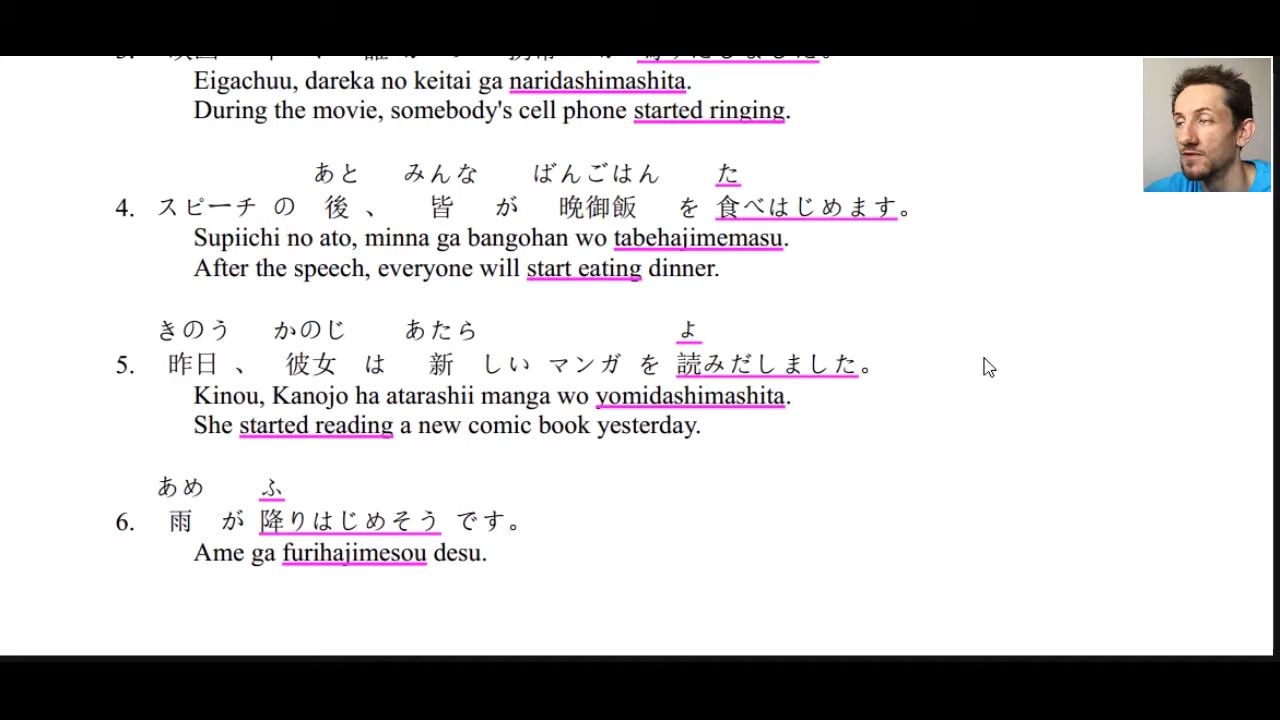 Eigachuu, dareka no keitai ga naridashimashita.
During the movie, somebody's cell phone started ringing.
あと みんな ばんごはん た
4. スピーチ の 後 、 皆 が 晩御飯 を 食べはじめます。
Supiichi no ato, minna ga bangohan wo tabehajimemasu.
After the speech, everyone will start eating dinner.
きのう かのじ あたら よ
5. 昨日 、 彼女 は 新 しい マンガ を 読みだしました。
Kinou, Kanojo ha atarashii manga wo yomidashimashita.
She started reading a new comic book yesterday.
あめ ふ
6. 雨 が 降りはじめそう です。
Ame ga furihajimesou desu.